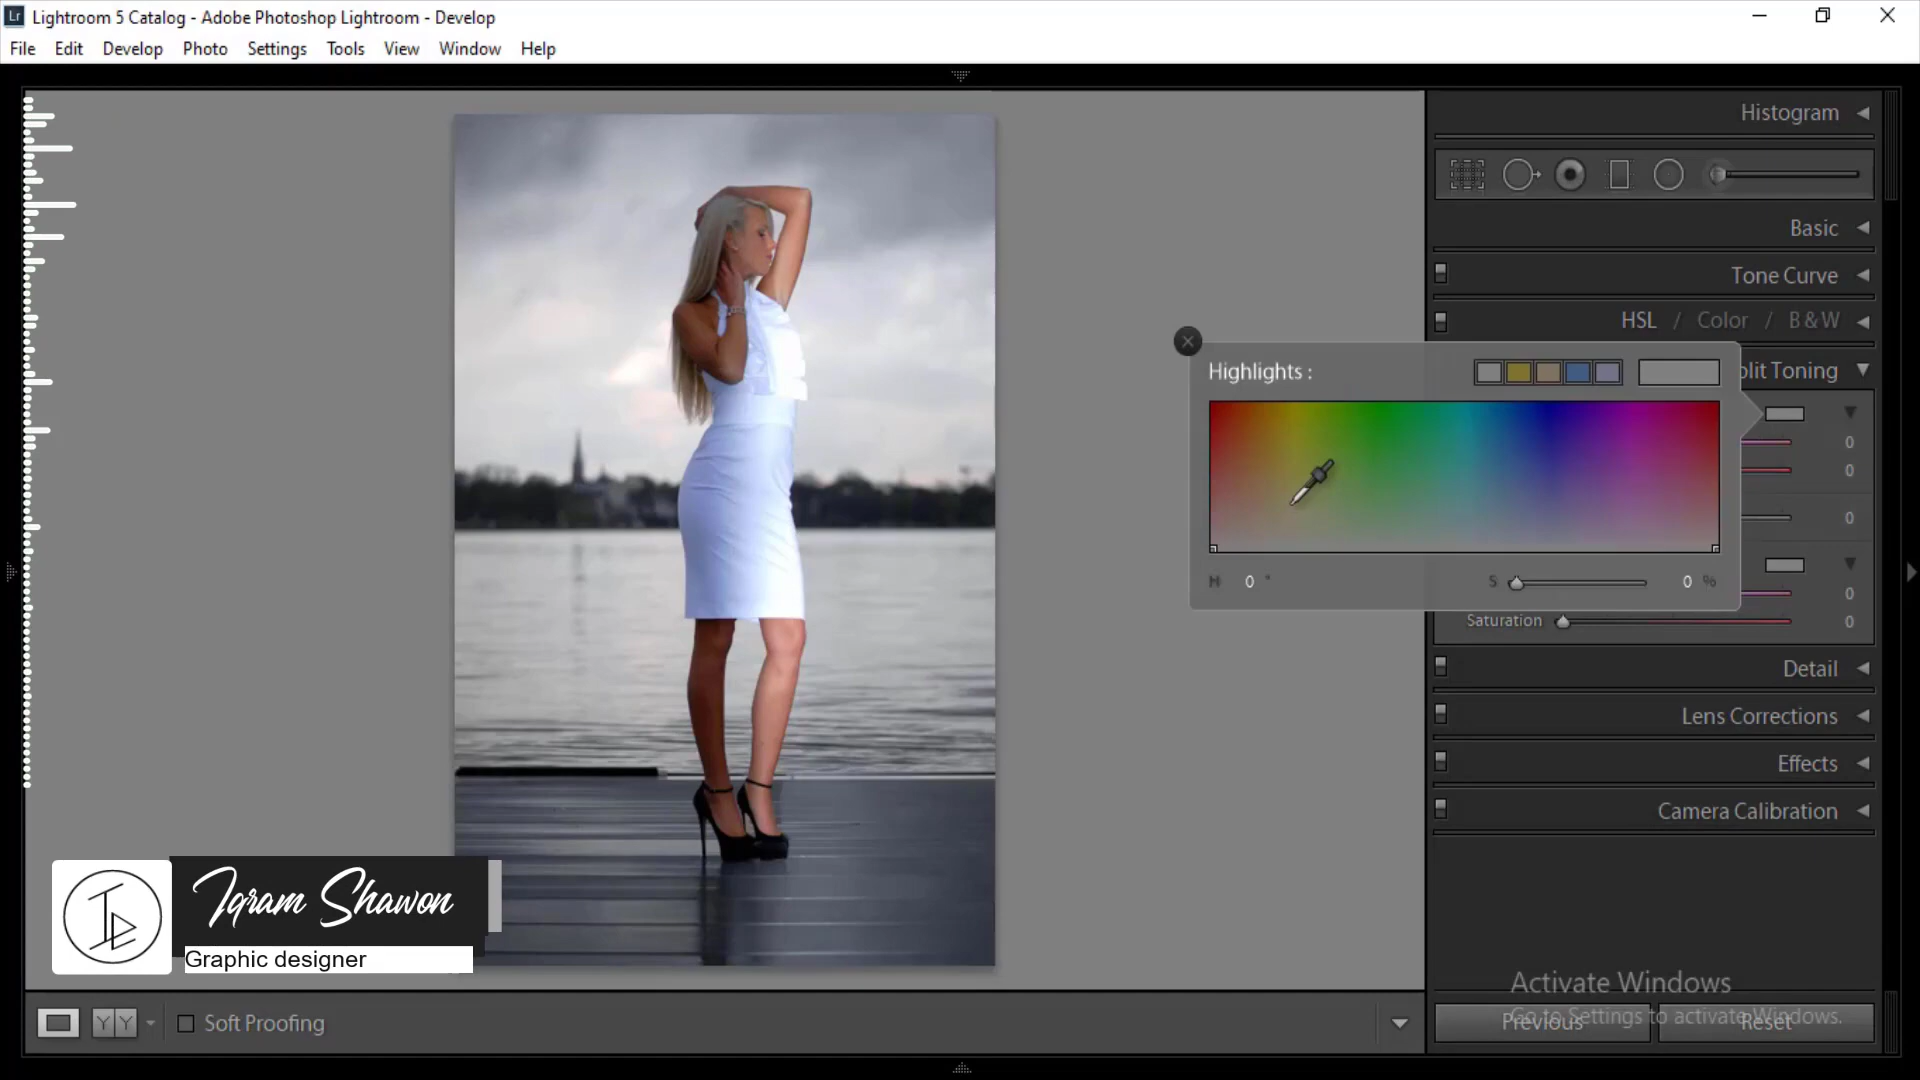 Lr Lightroom 5 Catalog - Adobe Photoshop Lightroom - Develop
File Edit Develop Photo Settings Tools View Window Help
Histogram
Basic
Tone Curve
HSL / Color / B & W
Highlights :
lit Toning
0
0
0
H 0 ° S 0 %
0
Saturation 0
Detail
Lens Corrections
Effects
Camera Calibration
Iqram Shawon
Graphic designer
Activate Windows
Go to Settings to activate Windows.
Previous Reset
Y Y Soft Proofing